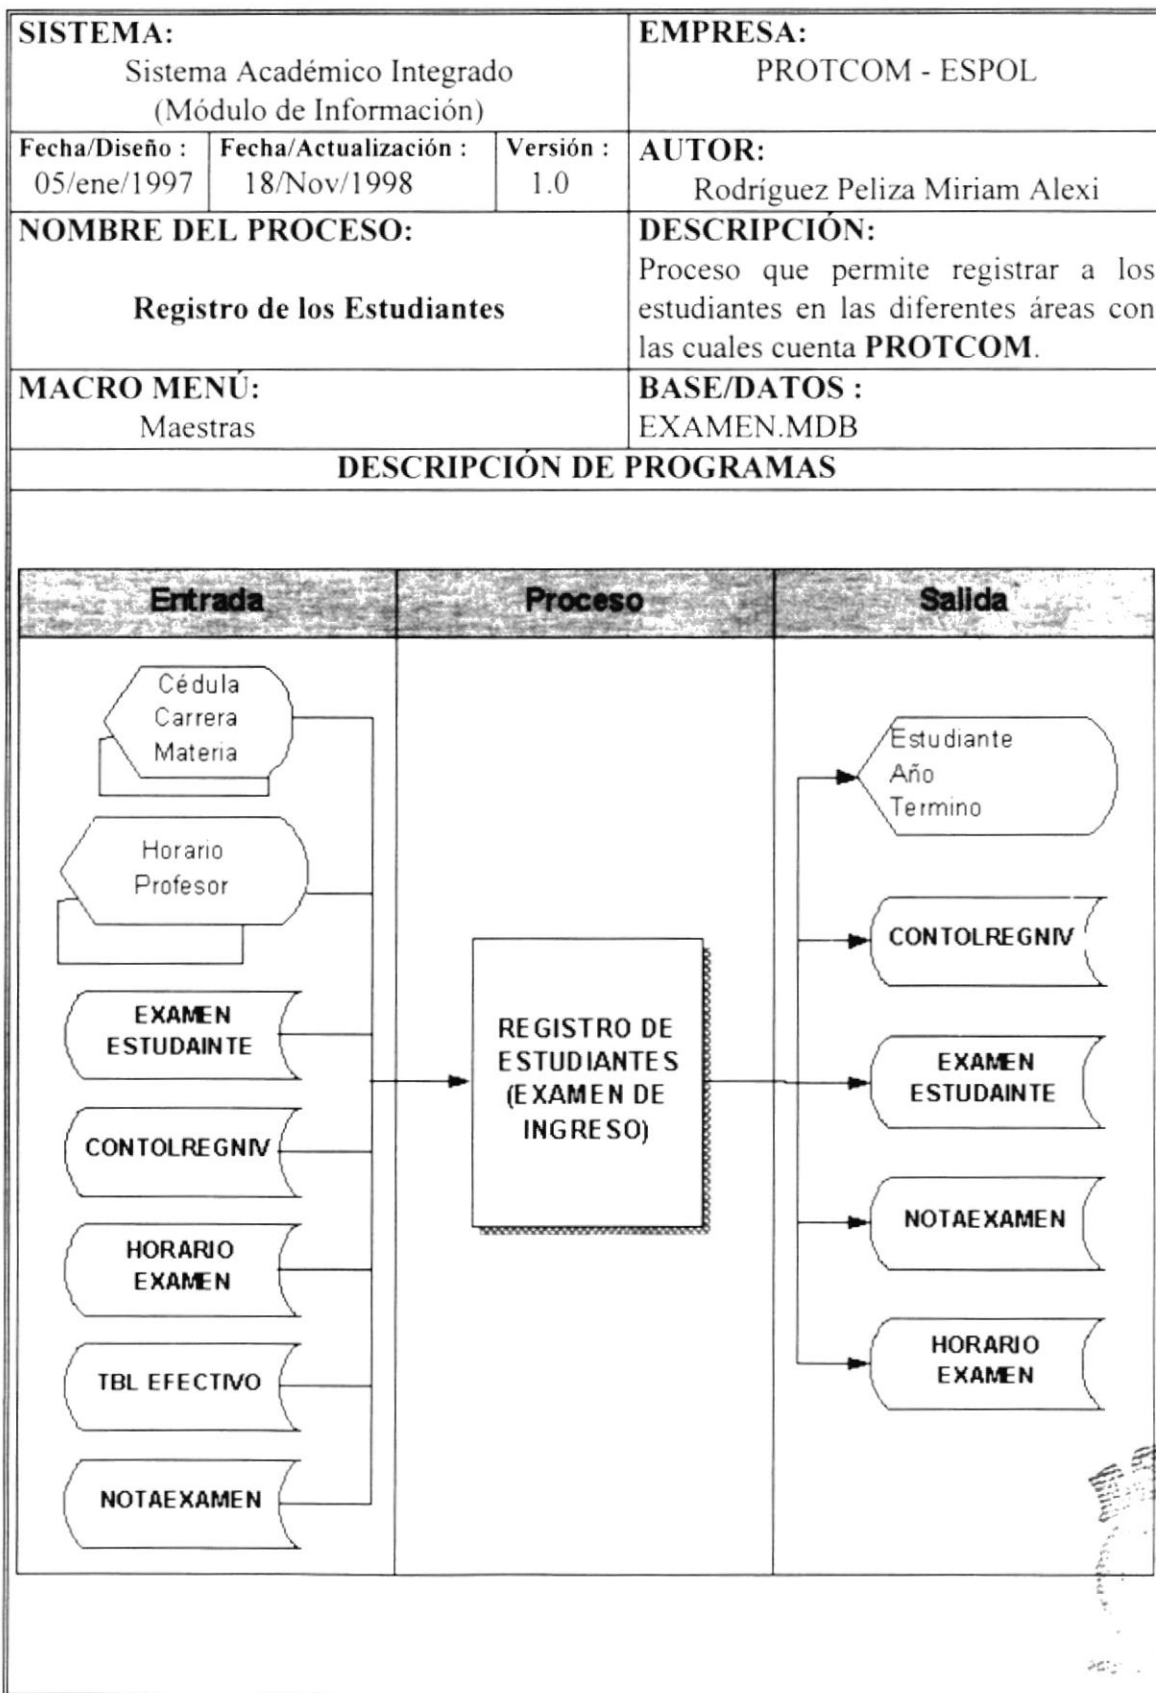 SISTEMA:
Sistema Académico Integrado
(Módulo de Información)
EMPRESA:
PROTCOM - ESPOL
Fecha/Diseño :
05/ene/1997
Fecha/Actualización :
18/Nov/1998
Versión :
1.0
AUTOR:
Rodríguez Peliza Miriam Alexi
NOMBRE DEL PROCESO:
Registro de los Estudiantes
DESCRIPCIÓN:
Proceso que permite registrar a los
estudiantes en las diferentes áreas con
las cuales cuenta PROTCOM.
MACRO MENÚ:
Maestras
BASE/DATOS :
EXAMEN.MDB
DESCRIPCIÓN DE PROGRAMAS
Entrada
Proceso
Salida
Cédula
Carrera
Materia
Horario
Profesor
EXAMEN
ESTUDAINTE
CONTOLREGNIV
HORARIO
EXAMEN
TBL EFECTIVO
NOTAEXAMEN
REGISTRO DE
ESTUDIANTES
(EXAMEN DE
INGRESO)
Estudiante
Año
Termino
CONTOLREGNIV
EXAMEN
ESTUDAINTE
NOTAEXAMEN
HORARIO
EXAMEN